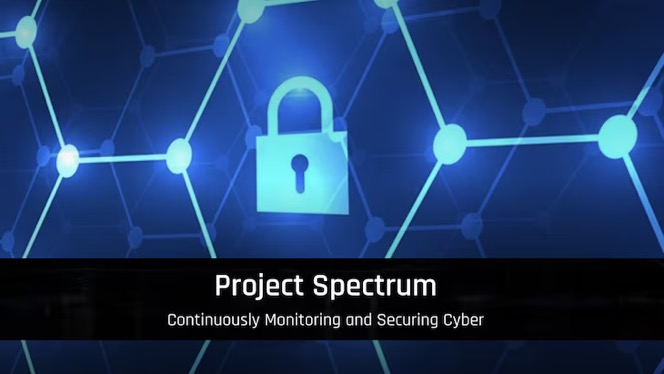 Project Spectrum
Continuously Monitoring and Securing Cyber